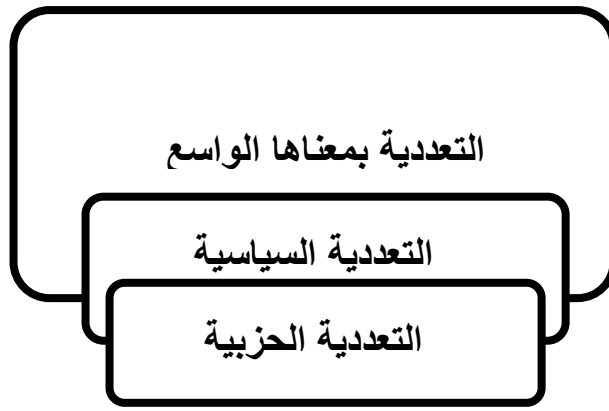 التعددية بمعناها الواسع
التعددية السياسية
التعددية الحزبية